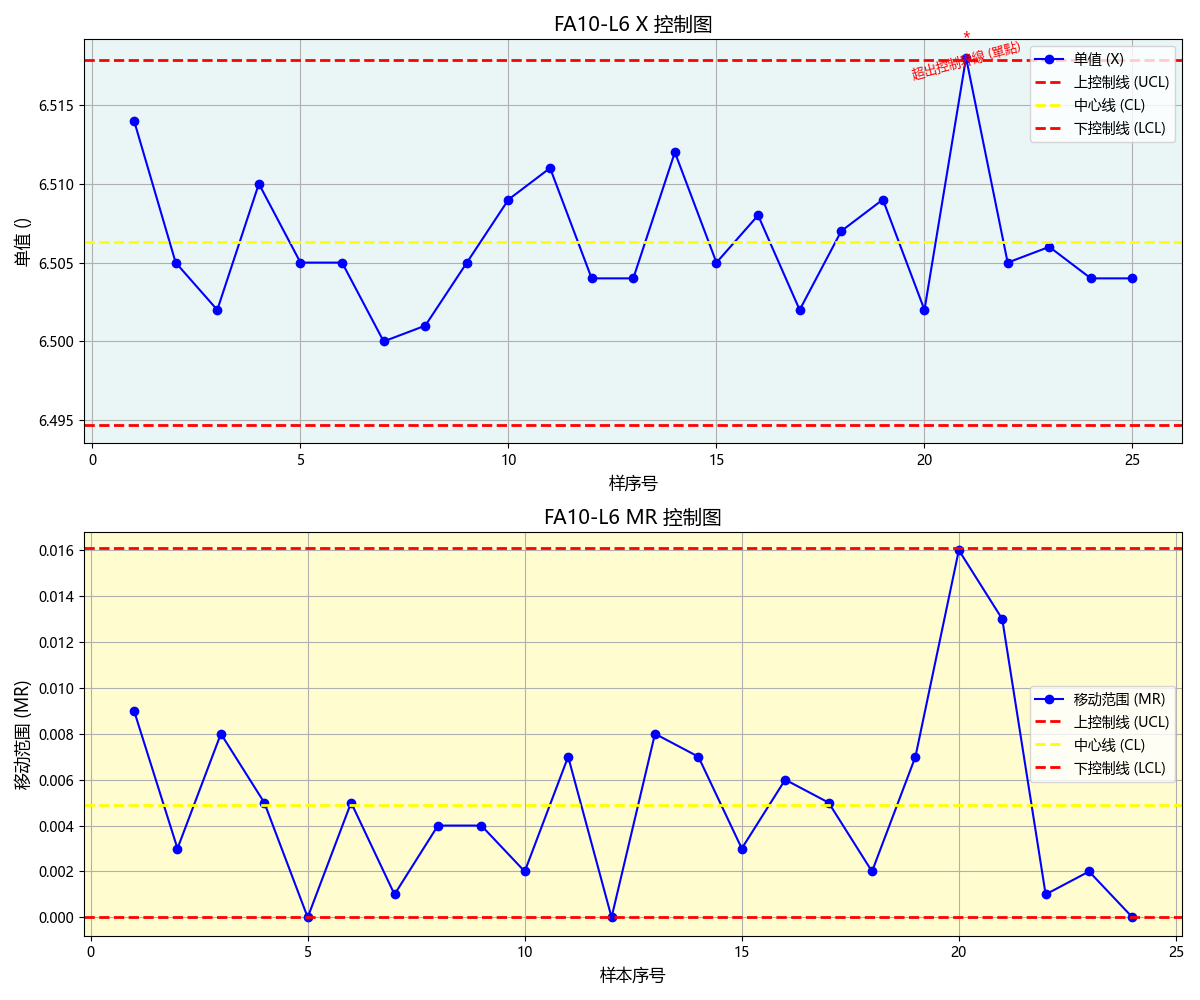 FA10-L6 X 控制图
*
超出控制界線 (單點)
单值 (X)
上控制线 (UCL)
中心线 (CL)
下控制线 (LCL)
单值 ()
6.515
6.510
6.505
6.500
6.495
0 5 10 15 20 25
样序号
FA10-L6 MR 控制图
移动范围 (MR)
0.016
0.014
0.012
0.010
0.008
0.006
0.004
0.002
0.000
移动范围 (MR)
上控制线 (UCL)
中心线 (CL)
下控制线 (LCL)
0 5 10 15 20 25
样本序号